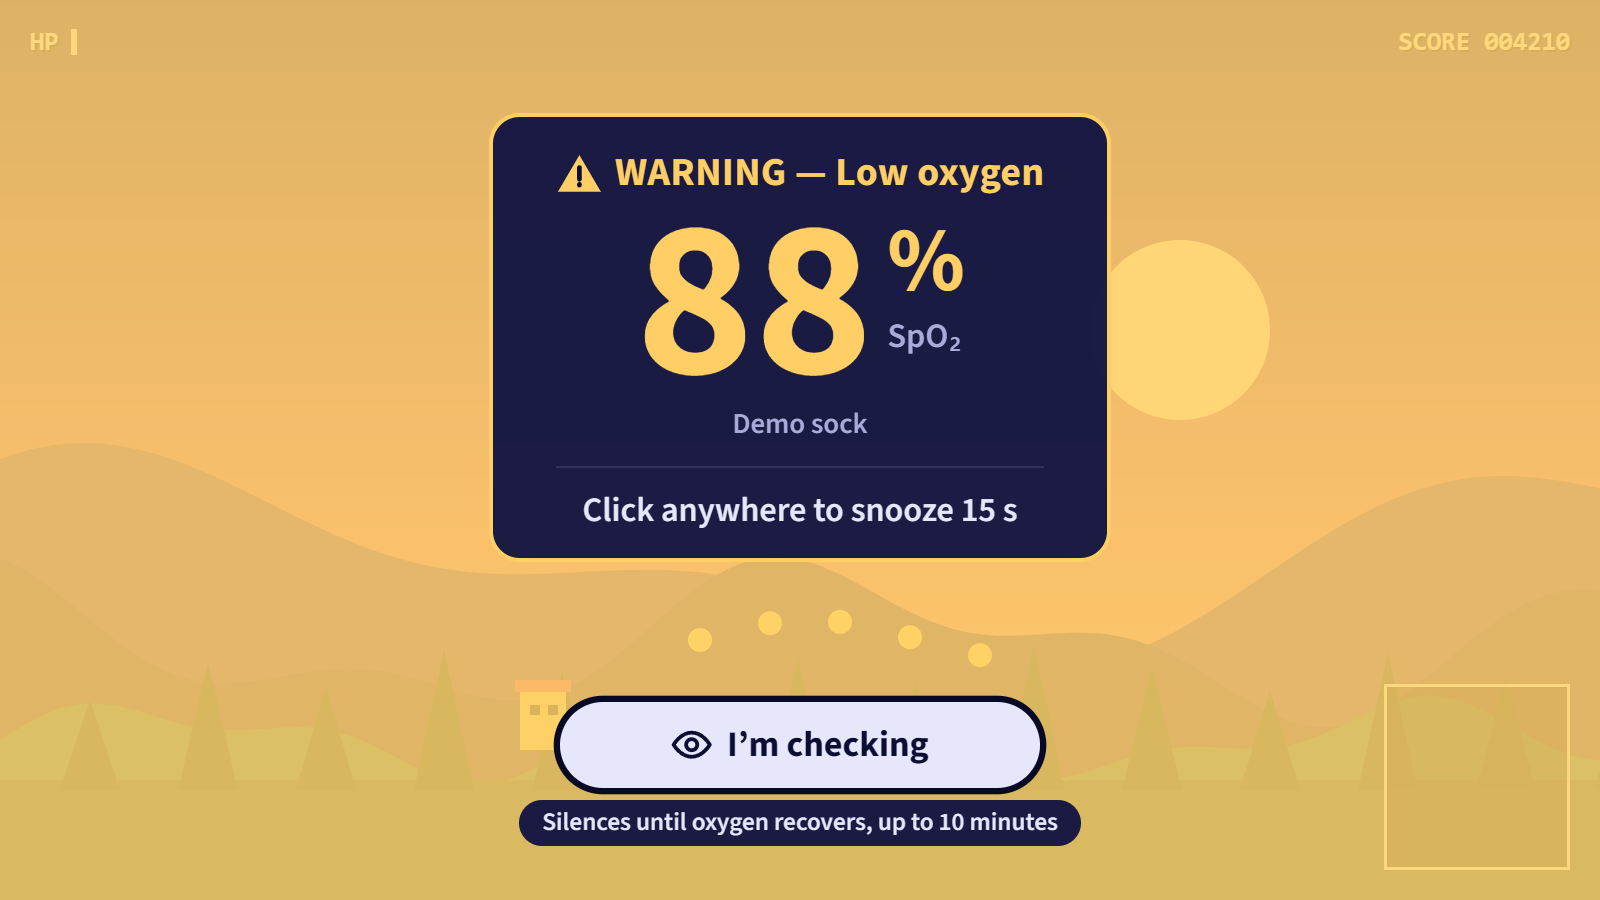 HP
SCORE 004210
WARNING — Low oxygen
88 %
SpO₂
Demo sock
Click anywhere to snooze 15 s
I’m checking
Silences until oxygen recovers, up to 10 minutes